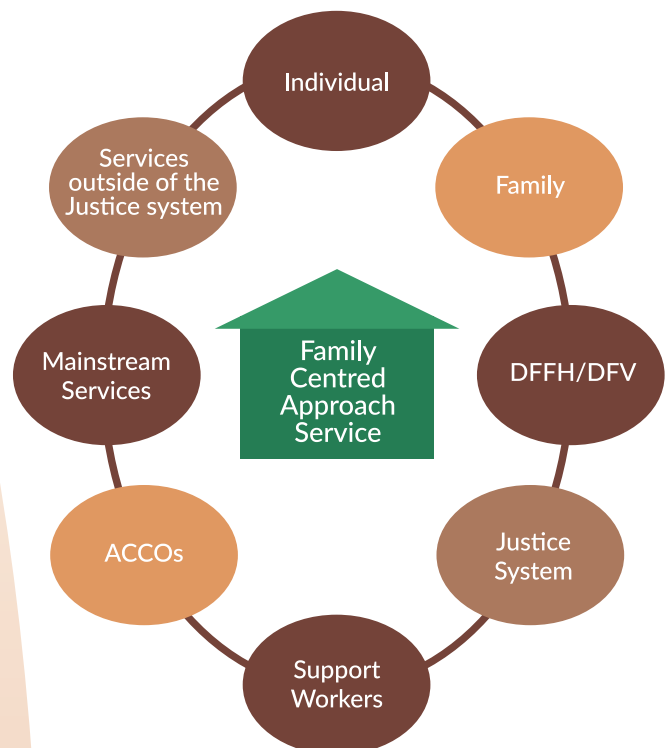 Individual
Family
DFFH/DFV
Justice
System
Support
Workers
ACCOs
Mainstream
Services
Services
outside of the
Justice system
Family
Centred
Approach
Service